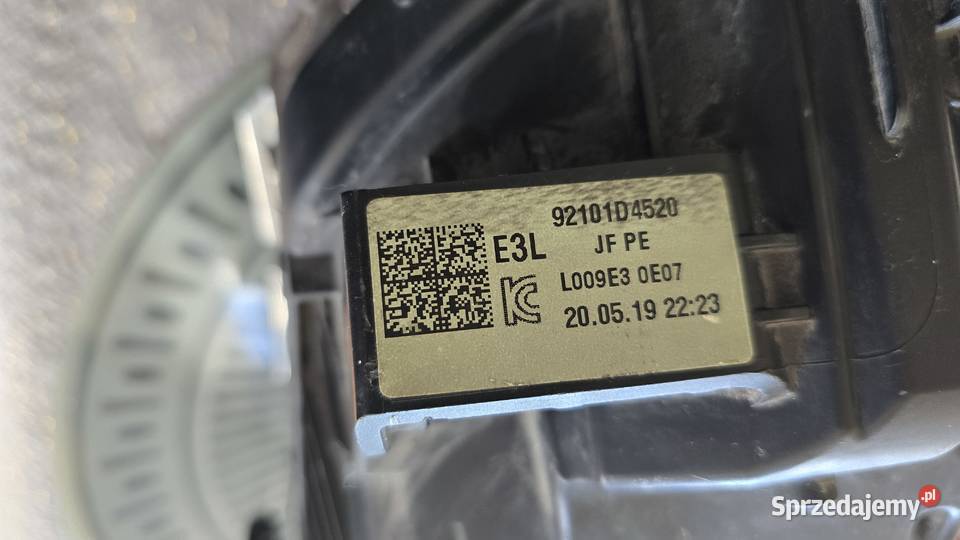 92101D4520
E3L
JF PE
L009E3 0E07
20.05.19 22:23
Sprzedajemy.pl